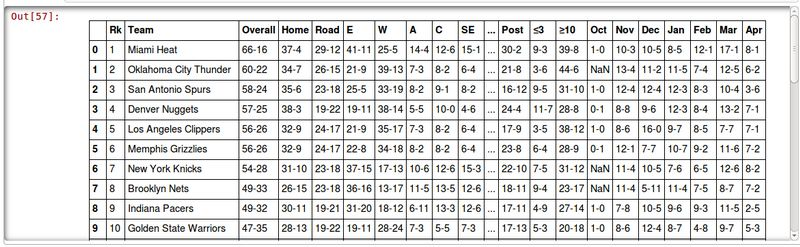 Out[57]:
Rk Team Overall Home Road E W A C SE ... Post ≤3 ≥10 Oct Nov Dec Jan Feb Mar Apr
0 1 Miami Heat 66-16 37-4 29-12 41-11 25-5 14-4 12-6 15-1 ... 30-2 9-3 39-8 1-0 10-3 10-5 8-5 12-1 17-1 8-1
1 2 Oklahoma City Thunder 60-22 34-7 26-15 21-9 39-13 7-3 8-2 6-4 ... 21-8 3-6 44-6 NaN 13-4 11-2 11-5 7-4 12-5 6-2
2 3 San Antonio Spurs 58-24 35-6 23-18 25-5 33-19 8-2 9-1 8-2 ... 16-12 9-5 31-10 1-0 12-4 12-4 12-3 8-3 10-4 3-6
3 4 Denver Nuggets 57-25 38-3 19-22 19-11 38-14 5-5 10-0 4-6 ... 24-4 11-7 28-8 0-1 8-8 9-6 12-3 8-4 13-2 7-1
4 5 Los Angeles Clippers 56-26 32-9 24-17 21-9 35-17 7-3 8-2 6-4 ... 17-9 3-5 38-12 1-0 8-6 16-0 9-7 8-5 7-7 7-1
5 6 Memphis Grizzlies 56-26 32-9 24-17 22-8 34-18 8-2 8-2 6-4 ... 23-8 6-4 28-9 0-1 12-1 7-7 10-7 9-2 11-6 7-2
6 7 New York Knicks 54-28 31-10 23-18 37-15 17-13 10-6 12-6 15-3 ... 22-10 7-5 31-12 NaN 11-4 10-5 7-6 6-5 12-6 8-2
7 8 Brooklyn Nets 49-33 26-15 23-18 36-16 13-17 11-5 13-5 12-6 ... 18-11 9-4 23-17 NaN 11-4 5-11 11-4 7-5 8-7 7-2
8 9 Indiana Pacers 49-32 30-11 19-21 31-20 18-12 6-11 13-3 12-6 ... 17-11 4-9 27-14 1-0 7-8 10-5 9-6 9-3 11-5 2-5
9 10 Golden State Warriors 47-35 28-13 19-22 19-11 28-24 7-3 5-5 7-3 ... 17-13 5-3 20-18 1-0 8-6 12-4 8-7 4-8 9-7 5-3